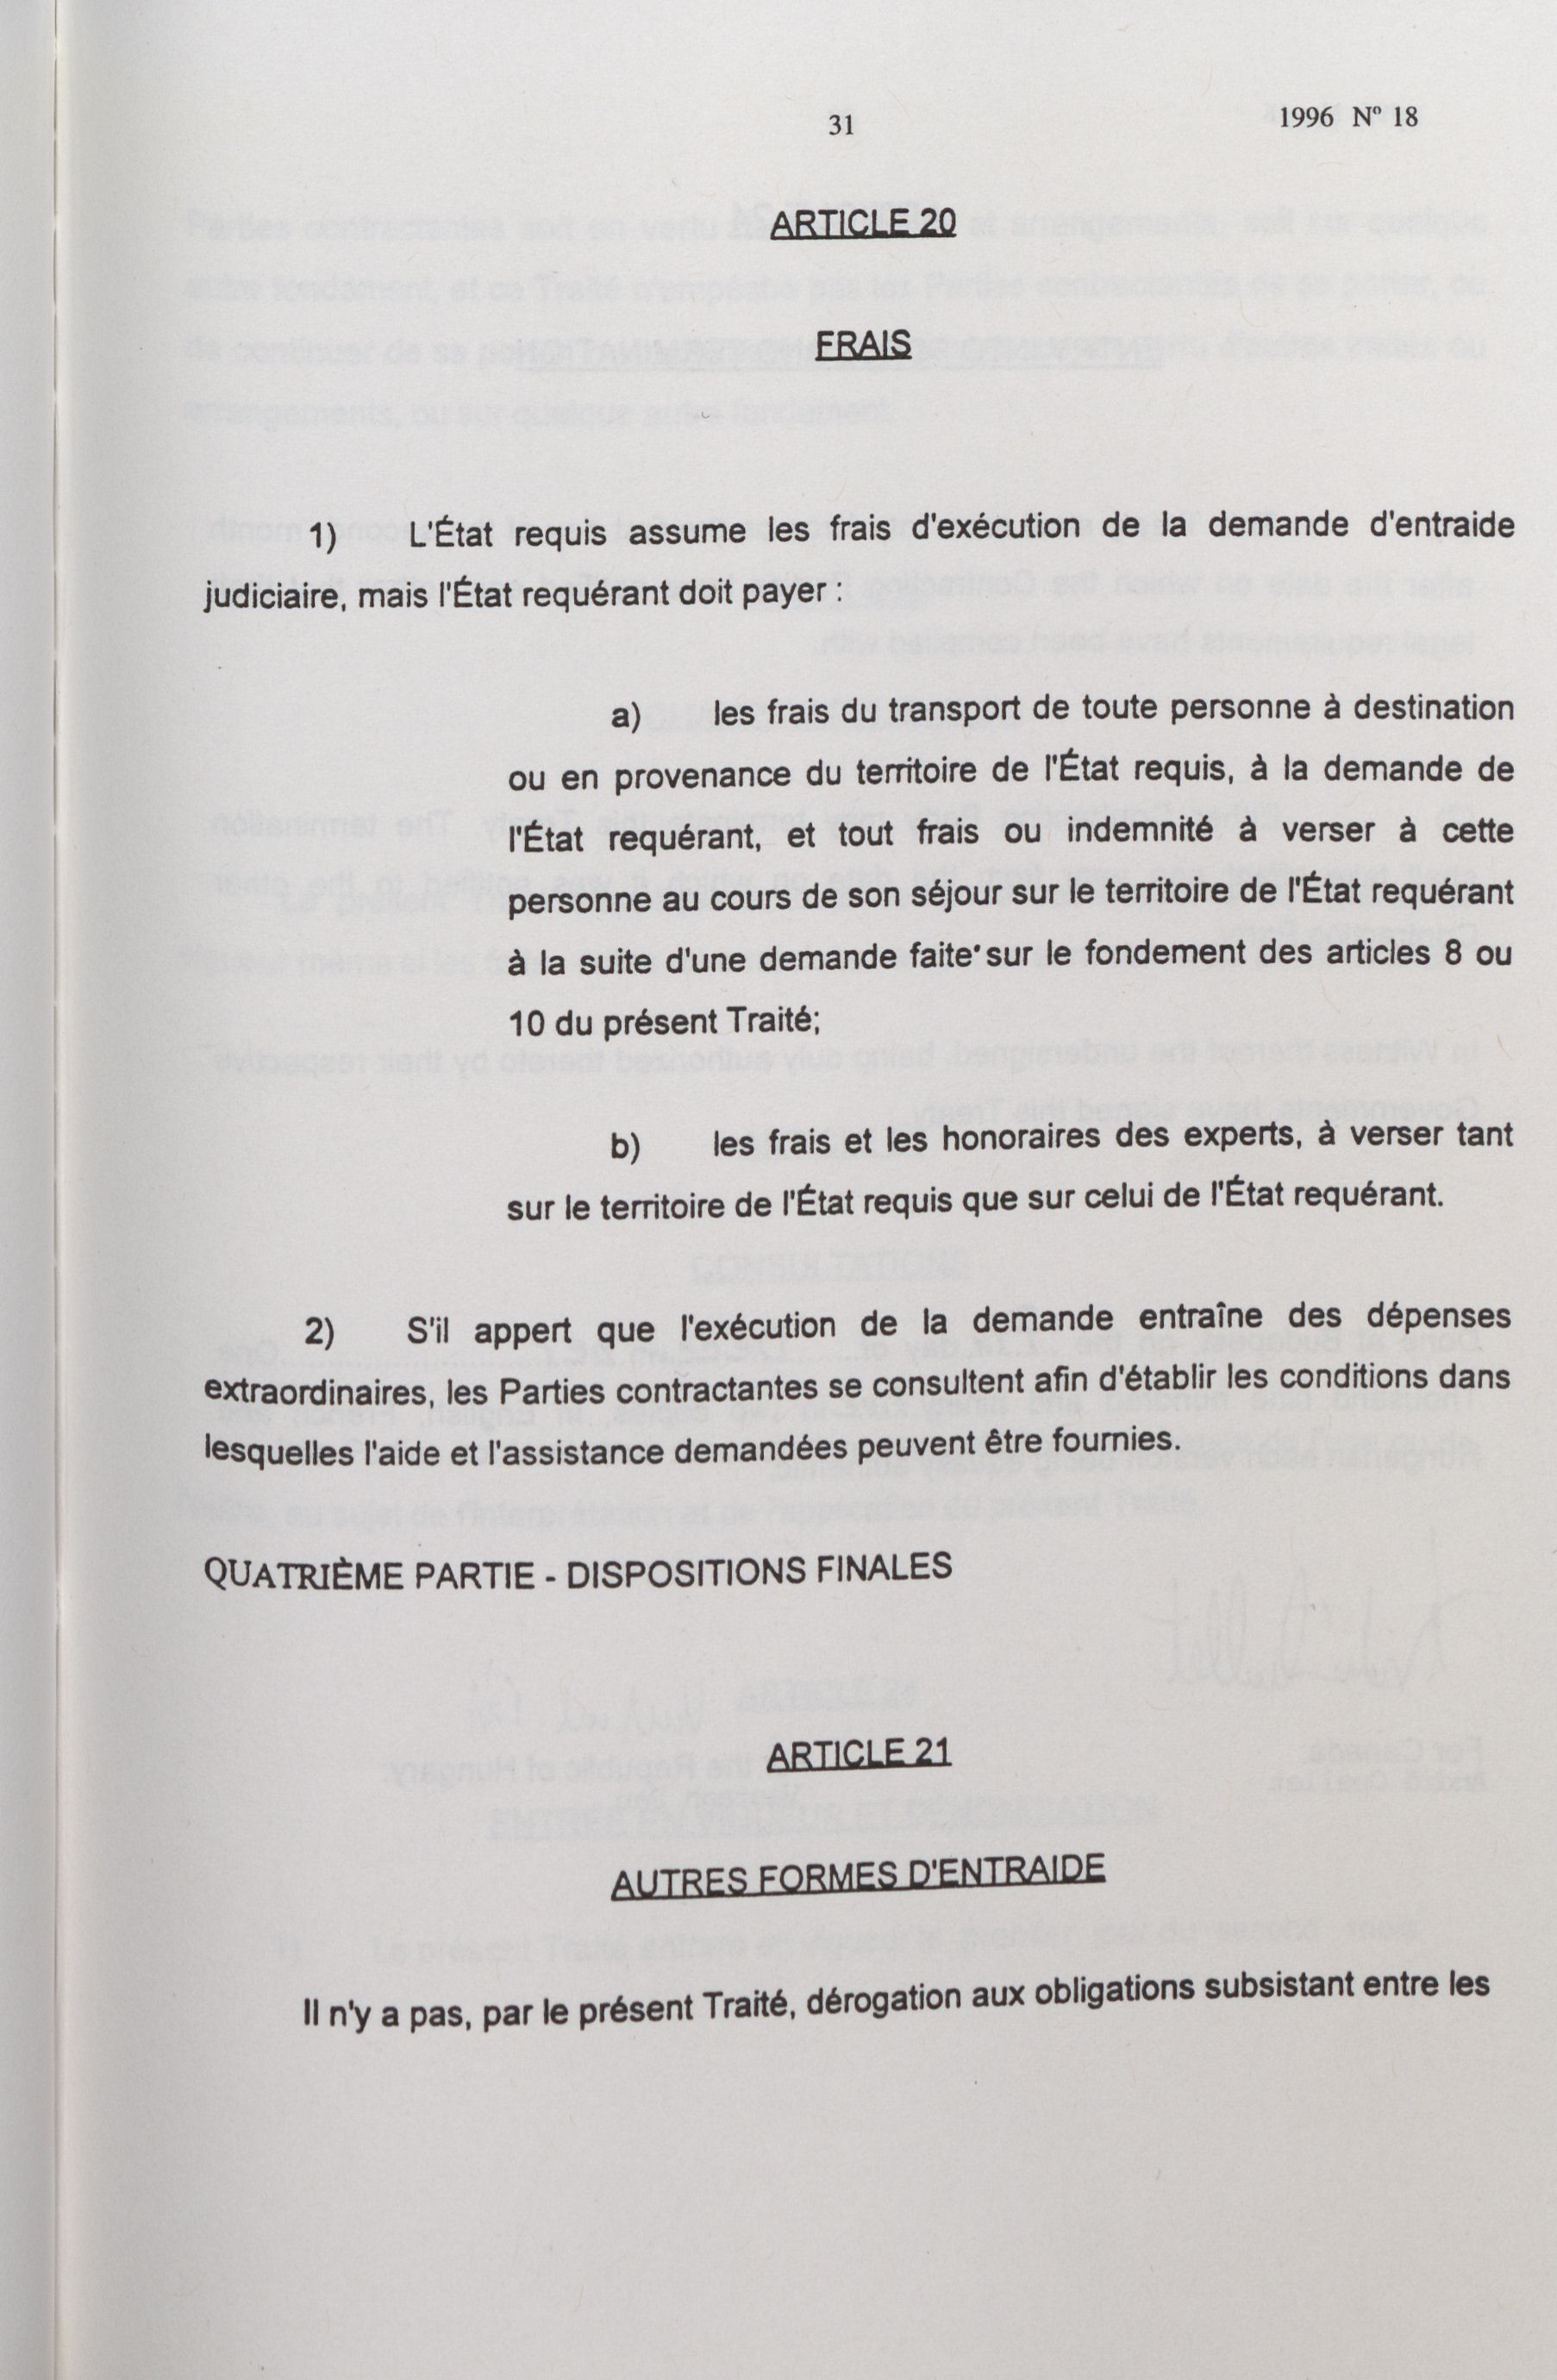 31
1996 Nº 18
ARTICLE 20
FRAIS
1) L'État requis assume les frais d'exécution de la demande d'entraide
judiciaire, mais l'État requérant doit payer :
a) les frais du transport de toute personne à destination
ou en provenance du territoire de l'État requis, à la demande de
l'État requérant, et tout frais ou indemnité à verser à cette
personne au cours de son séjour sur le territoire de l'État requérant
à la suite d'une demande faite sur le fondement des articles 8 ou
10 du présent Traité;
b) les frais et les honoraires des experts, à verser tant
sur le territoire de l'État requis que sur celui de l'État requérant.
2) S'il appert que l'exécution de la demande entraîne des dépenses
extraordinaires, les Parties contractantes se consultent afin d'établir les conditions dans
lesquelles l'aide et l'assistance demandées peuvent être fournies.
QUATRIÈME PARTIE - DISPOSITIONS FINALES
ARTICLE 21
AUTRES FORMES D'ENTRAIDE
Il n'y a pas, par le présent Traité, dérogation aux obligations subsistant entre les